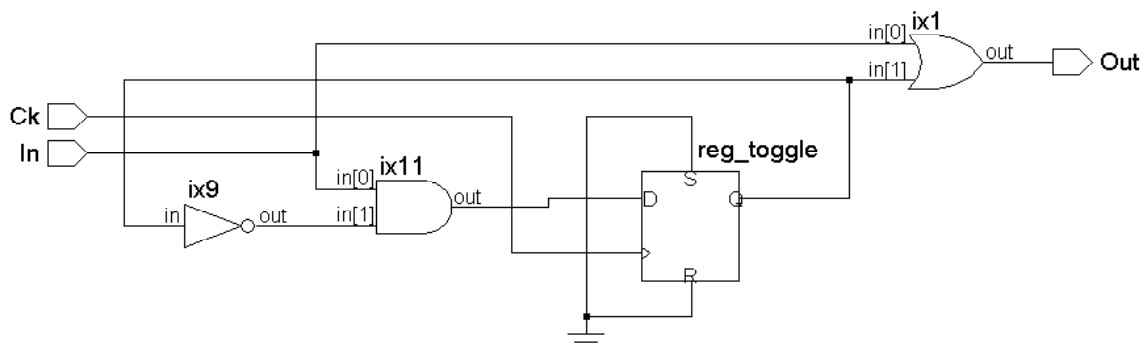 ix1
in[0]
out
Out
in[1]
Ck
In
reg_toggle
ix11
S
in[0]
out
D
Q
ix9
in
out
in[1]
R